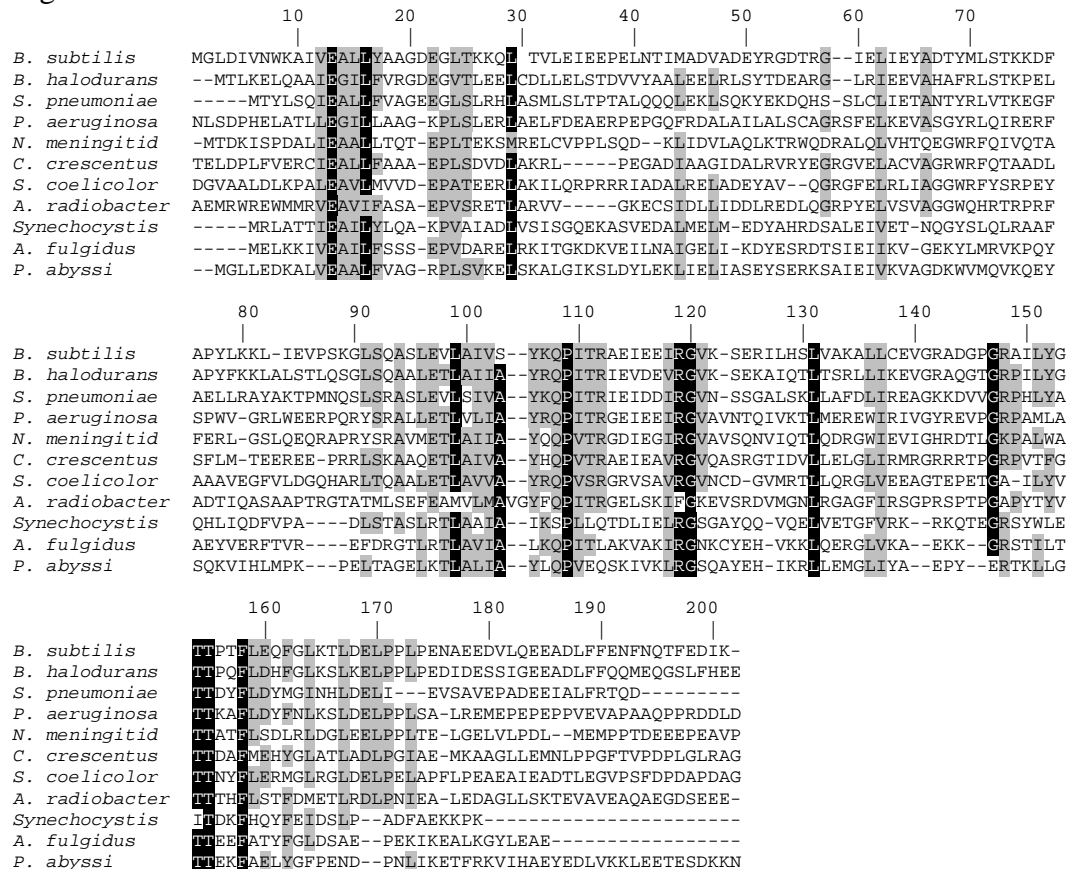 10 20 30 40 50 60 70
B. subtilis MGLDIVNWKAIVEALLYAAGDEGLTKKQL TVLEIEEPELNTIMADVADEYRGDTRG--IELIEYADTYMLSTKKDF
B. halodurans --MTLKELQAAIEGILFVRGDEGVTLEELCDLLELSTDVVYAALEELRLSYTDEARG-LRIEEVAHAFRLSTKPEL
S. pneumoniae -----MTYLSQIEALLFVAGEEGLSLRHLASMLSLTPTALQQQLEKLSQKYEKDQHS-SLCLIETANTYRLVTKEGF
P. aeruginosa NLSDPHELATLLEGILLAAG-KPLSLERLAELFDEAERPEPGQFRDALAILALSCAGRSFELKEVASGYRLQIRERF
N. meningitid -MTDKISPDALIEAALLTQT-EPLTEKSMRELCVPPLSQD-KLIDVLAQLKTRWQDRALQLVHTQEGWRFQIVQTA
C. crescentus TELDPLFVERCIEALLFAAA-EPLSDVDLAKRL-----PEGADIAAGIDALRVRYEGRGVELACVAGRWRFQTAADL
S. coelicolor DGVAALDLKPALEAVLMVVD-EPATEERLAKILQRPRRRIADALRELADEYAV--QGRGFELRLIAGGWRFYSRPEY
A. radiobacter AEMRWREWMMRVEAVIFASA-EPVSRETLARVV-----GKECSIDLLIDDLREDLQGRPYELVSVAGGWQHRTRPRF
Synechocystis -----MRLATTIEAILYLQA-KPVAIADLVSISGQEKASVEDALMELM-EDYAHRDSALEIVET-NQGYSLQLRAAF
A. fulgidus ----MELKKIVEAILFSSS-EPVDARELRKITGKDKVEILNAIGELI-KDYESRDTSIEIIKV-GEKYLMRVKPQY
P. abyssi --MGLLEDKALVEAALFVAG-RPLSVKELSKALGIKSLDYLEKLIELIASEYSERKSAIEIVKVAGDKWVMQVKQEY
80 90 100 110 120 130 140 150
B. subtilis APYLKKL-IEVPSKGLSQASLEVLAIVS--YKQPITRAEIEEIRGVK-SERILHSLVAKALLCEVGRADGPGRAILYG
B. halodurans APYFKKLALSTLQSGLSQAALETLAIIA--YRQPITRIEVDEVRGVK-SEKAIQTLTSRLLIKEVGRAQGTGRPILYG
S. pneumoniae AELLRAYAKTPMNQSLSRASLEVLSIVA--YKQPITRIEIDDIRGVN-SSGALSKLLAFDLIREAGKKDVVGRPHLYA
P. aeruginosa SPWV-GRLWEERPQRYSRALLETLVLIA--YRQPITRGEIEEIRGVAVNTQIVKTLMEREWIRIVGYREVPGRPAMLA
N. meningitid FERL-GSLQEQRAPRYSRAVMETLAIIA--YQQPVTRGDIEGIRGVAVSQNVIQTLQDRGWIEVIGHRDTLGKPALWA
C. crescentus SFLM-TEEREE-PRRLSKAAQETLAIVA--YHQPVTRAEIEAVRGVQASRGTIDVLLELGLIRMRGRRRTPGRPVTFG
S. coelicolor AAAVEGFVLDGQHARLTQAALETLAVVA--YRQPVSRGRVSAVRGVNCD-GVMRTLLQRGLVEEAGTEPETGA-ILYV
A. radiobacter ADTIQASAAPTRGTATMLSEFEAMVLMAVGYFQPITRGELSKIFGKEVSRDVMGNLRGAGFIRSGPRSPTPGAPYTYV
Synechocystis QHLIQDFVPA----DLSTASLRTLAAIA--IKSPLLQTDLIELRGSGAYQQ-VQELVETGFVRK--RKQTEGRSYWLE
A. fulgidus AEYVERFTVR----EFDRGTLRTLAVIA--LKQPITLAKVAKIRGNKCYEH-VKKLQERGLVKA--EKK--GRSTILT
P. abyssi SQKVIHLMPK----PELTAGELKTLALIA--YLQPVEQSKIVKLRGSQAYEH-IKRLLEMGLIYA--EPY--ERTKLLG
160 170 180 190 200
B. subtilis TTPTFLEQFGLKTLDELPPLPENAEEDVLQEEADLFFENFNQTFEDIK-
B. halodurans TTPQFLDHFGLKSLKELPPLPEDIDESSIGEEADLFFQQMEQGSLFHEE
S. pneumoniae TTDYFLDYMGINHLDELI---EVSAVEPADEEIALFRTQD---------
P. aeruginosa TTKAFLDYFNLKSLDELPPLSA-LREMEPEPEPPVEVAPAAQPPRDDLD
N. meningitid TTATFLSDLRLDGLEELPPLTE-LGELVLPDL--MEMPPTDEEEPEAVP
C. crescentus TTDAFMEHYGLATLADLPGIAE-MKAAGLLEMNLPPGFTVPDPLGLRAG
S. coelicolor TTNYFLERMGLRGLDELPELAPFLPEAEAIEADTLEGVPSFDPDAPDAG
A. radiobacter TTTHFLSTFDMETLRDLPNIEA-LEDAGLLSKTEVAVEAQAEGDSEEE-
Synechocystis ITDKFHQYFEIDSLP--ADFAEKKPK-----------------------
A. fulgidus TTEEFATYFGLDSAE--PEKIKEALKGYLEAE-----------------
P. abyssi TTEKFAELYGFPEND--PNLIKETFRKVIHAEYEDLVKKLEETESDKKN